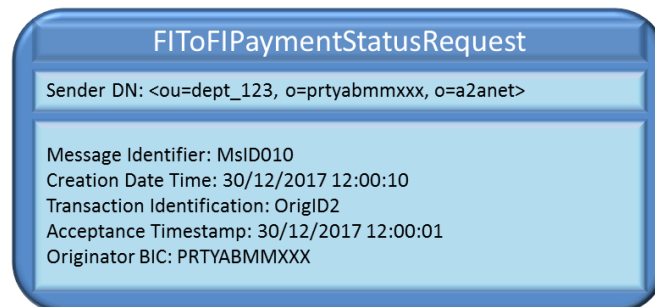 FIToFIPaymentStatusRequest
Sender DN: <ou=dept_123, o=prtyabmmxxx, o=a2anet>
Message Identifier: MsID010
Creation Date Time: 30/12/2017 12:00:10
Transaction Identification: OrigID2
Acceptance Timestamp: 30/12/2017 12:00:01
Originator BIC: PRTYABMMXXX